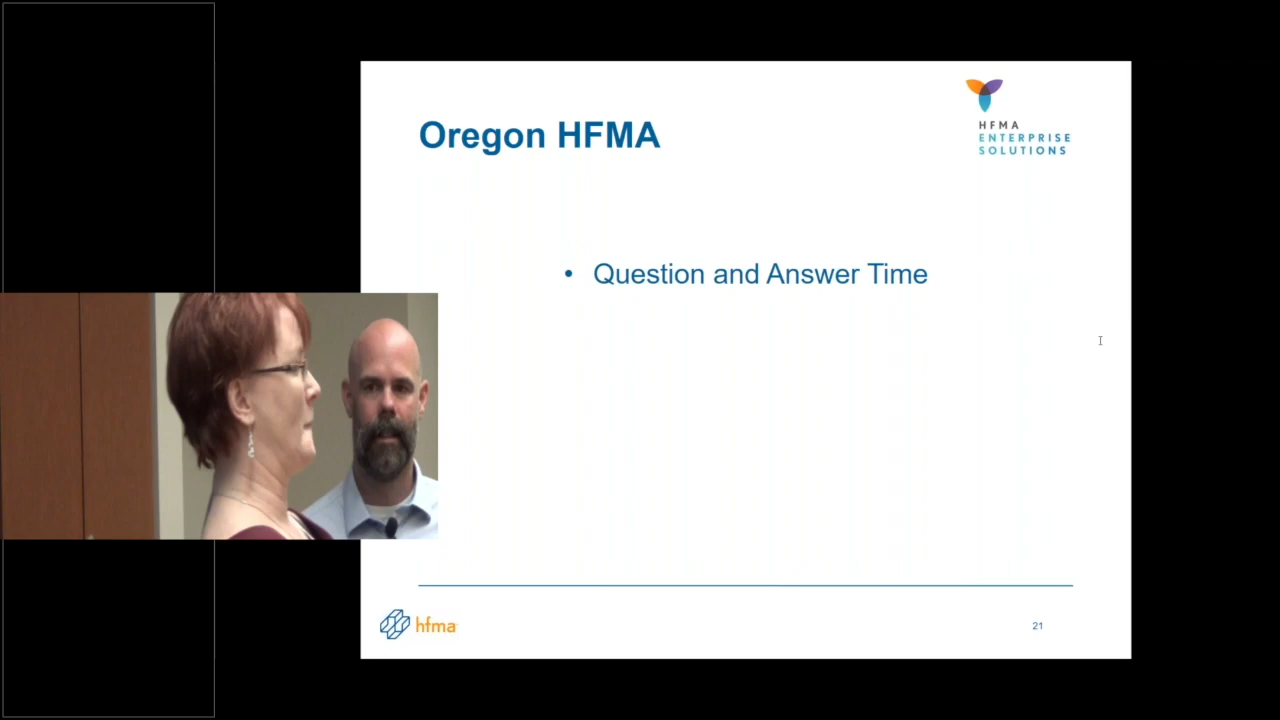 Oregon HFMA
HFMA
ENTERPRISE
SOLUTIONS
• Question and Answer Time
hfma
21